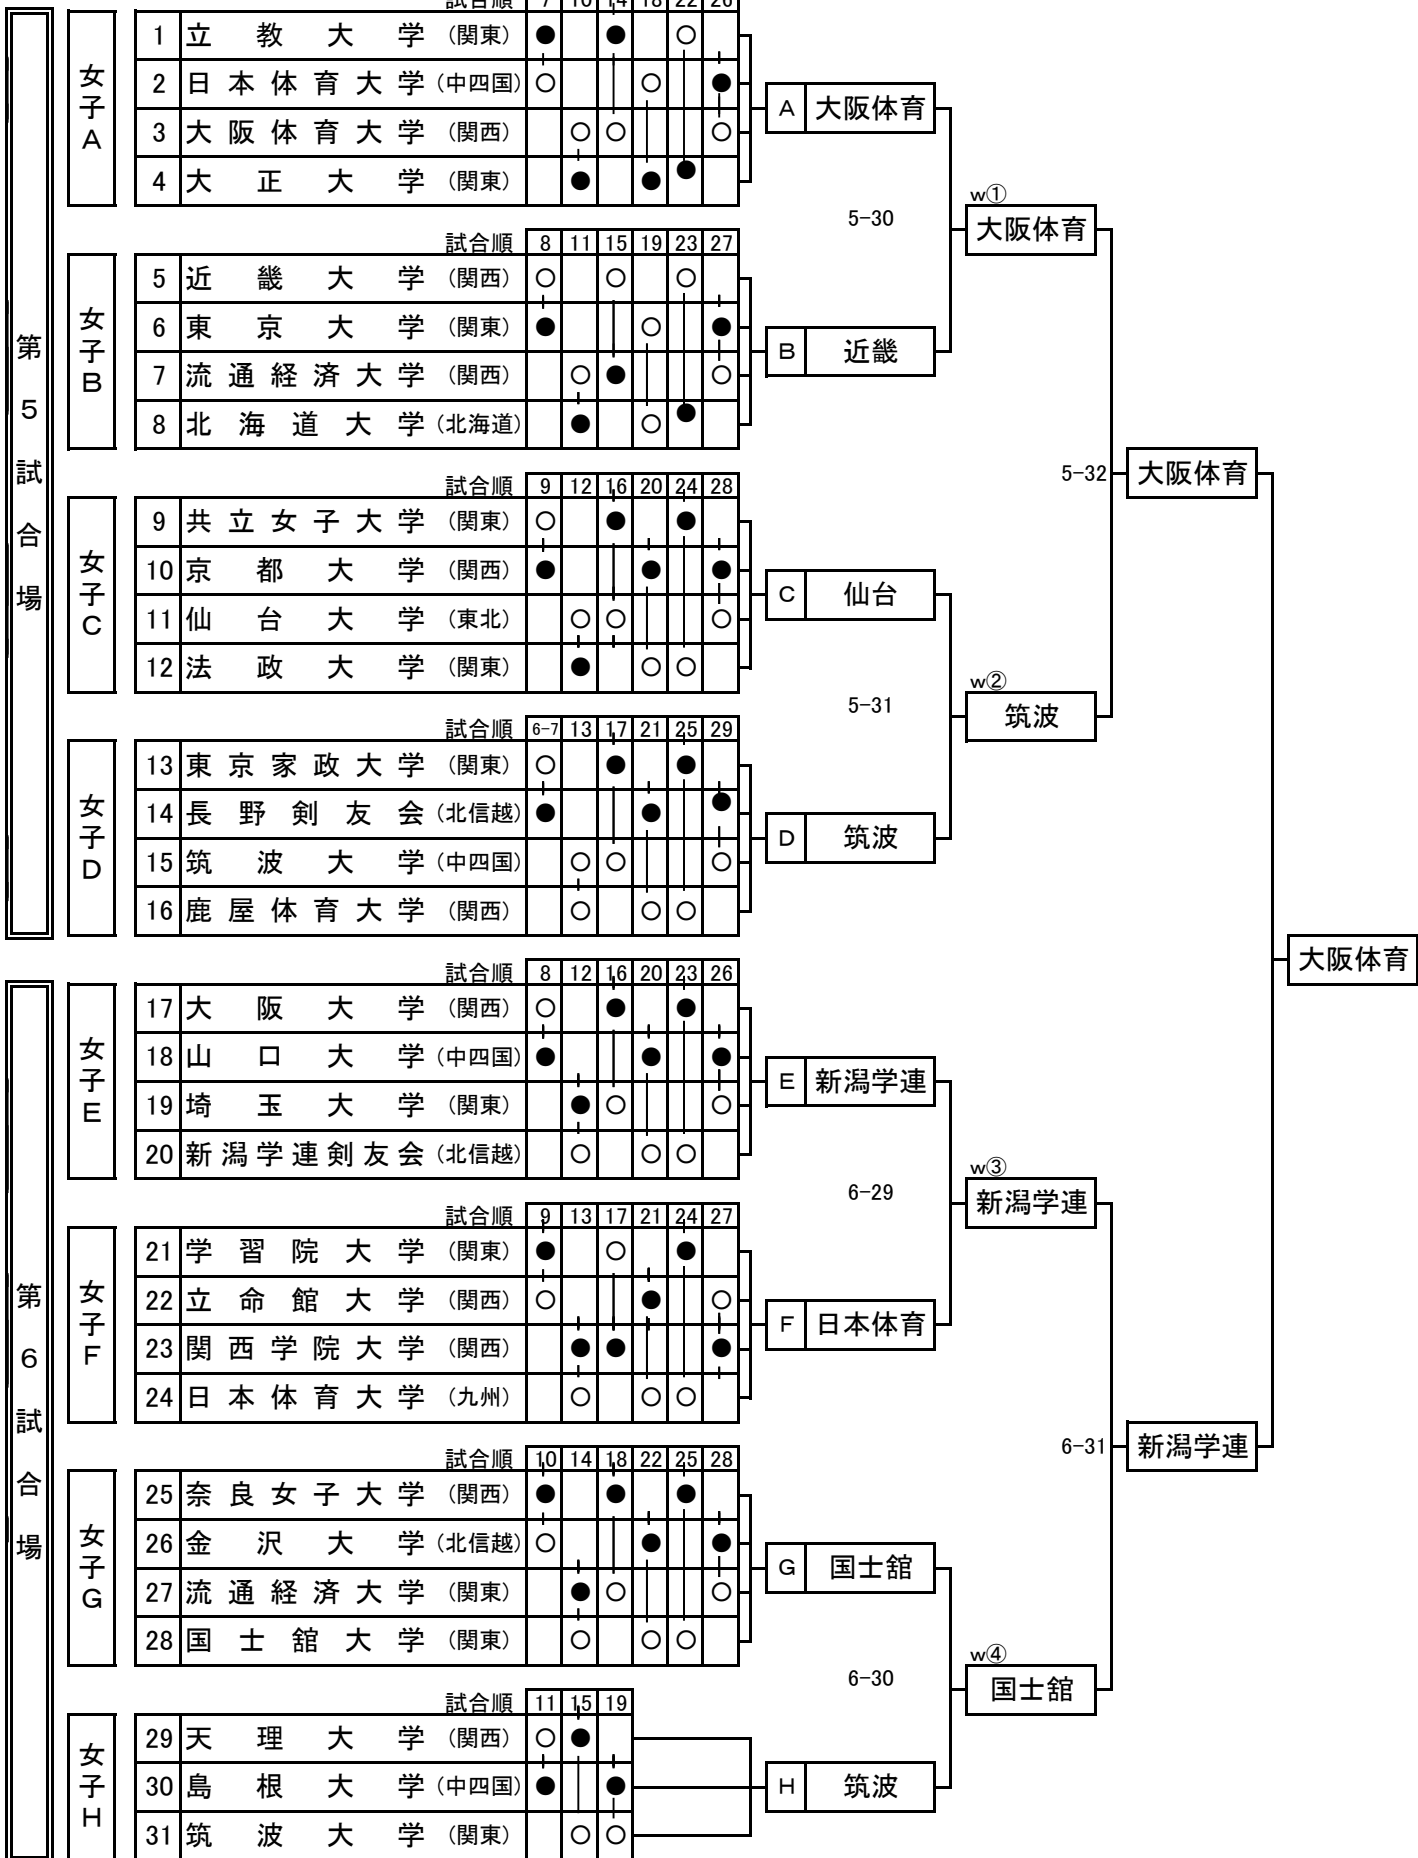 試合順 7 10 14 18 22 26
第5試合場
女子A
1 立教大学 (関東) ● ● ○
2 日本体育大学 (中四国) ○ ○ ●
3 大阪体育大学 (関西) ○ ○ ○
4 大正大学 (関東) ● ● ●
A 大阪体育
5-30
w①
大阪体育
試合順 8 11 15 19 23 27
女子B
5 近畿大学 (関西) ○ ○ ○
6 東京大学 (関東) ● ○ ●
7 流通経済大学 (関西) ○ ● ○
8 北海道大学 (北海道) ● ○ ●
B 近畿
5-32
大阪体育
試合順 9 12 16 20 24 28
女子C
9 共立女子大学 (関東) ○ ● ●
10 京都大学 (関西) ● ● ●
11 仙台大学 (東北) ○ ○ ○
12 法政大学 (関東) ● ○ ○
C 仙台
5-31
w②
筑波
試合順 6-7 13 17 21 25 29
女子D
13 東京家政大学 (関東) ○ ● ●
14 長野剣友会 (北信越) ● ● ●
15 筑波大学 (中四国) ○ ○ ○
16 鹿屋体育大学 (関西) ○ ○ ○
D 筑波
大阪体育
第6試合場
試合順 8 12 16 20 23 26
女子E
17 大阪大学 (関西) ○ ● ●
18 山口大学 (中四国) ● ● ●
19 埼玉大学 (関東) ● ○ ○
20 新潟学連剣友会 (北信越) ○ ○ ○
E 新潟学連
6-29
w③
新潟学連
試合順 9 13 17 21 24 27
女子F
21 学習院大学 (関東) ● ○ ●
22 立命館大学 (関西) ○ ● ○
23 関西学院大学 (関西) ● ● ●
24 日本体育大学 (九州) ○ ○ ○
F 日本体育
6-31
新潟学連
試合順 10 14 18 22 25 28
女子G
25 奈良女子大学 (関西) ● ● ●
26 金沢大学 (北信越) ○ ● ●
27 流通経済大学 (関東) ● ○ ○
28 国士舘大学 (関東) ○ ○ ○
G 国士舘
6-30
w④
国士舘
試合順 11 15 19
女子H
29 天理大学 (関西) ○ ●
30 島根大学 (中四国) ● ●
31 筑波大学 (関東) ○ ○
H 筑波